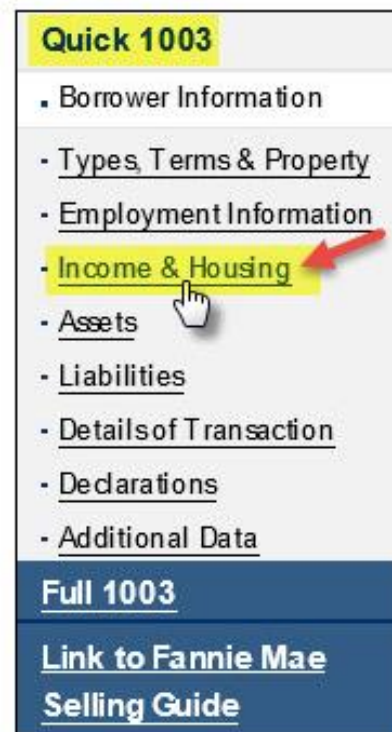 Quick 1003
. Borrower Information
- Types, Terms & Property
- Employment Information
- Income & Housing
- Assets
- Liabilities
- Details of Transaction
- Declarations
- Additional Data
Full 1003
Link to Fannie Mae
Selling Guide